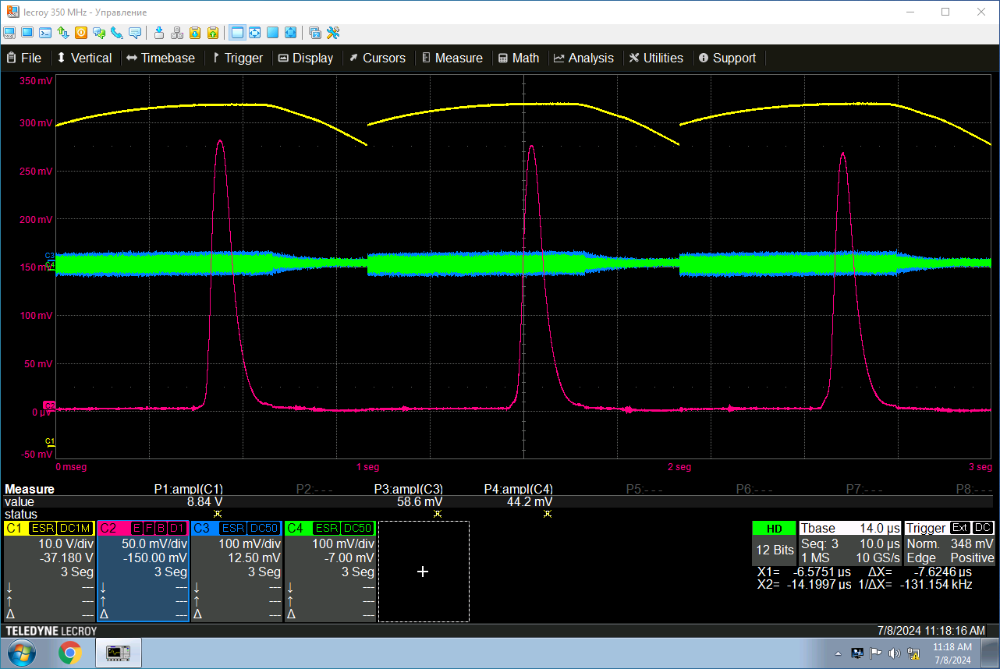 lecroy 350 MHz - Управление
File Vertical Timebase Trigger Display Cursors Measure Math Analysis Utilities Support
350 mV
300 mV
250 mV
200 mV
C3
150 mV
C4
100 mV
50 mV
C2
0 µV
C1
-50 mV
0 mseg 1 seg 2 seg 3 seg
Measure P1:ampl(C1) P2:--- P3:ampl(C3) P4:ampl(C4) P5:--- P6:--- P7:--- P8:---
value 8.84 V 58.6 mV 44.2 mV
status
C1 ESR DC1M
10.0 V/div
-37.180 V
3 Seg
---
---
Δ ---
C2 E F B D1
50.0 mV/div
-150.00 mV
3 Seg
---
---
Δ ---
C3 ESR DC50
100 mV/div
12.50 mV
3 Seg
---
---
Δ ---
C4 ESR DC50
100 mV/div
-7.00 mV
3 Seg
---
---
Δ ---
+
HD
12 Bits
Tbase 14.0 µs
Seq: 3 10.0 µs
1 MS 10 GS/s
Trigger Ext DC
Norm. 348 mV
Edge Positive
X1= -6.5751 µs ΔX= -7.6246 µs
X2= -14.1997 µs 1/ΔX= -131.154 kHz
TELEDYNE LECROY 7/8/2024 11:18:16 AM
11:18 AM
7/8/2024